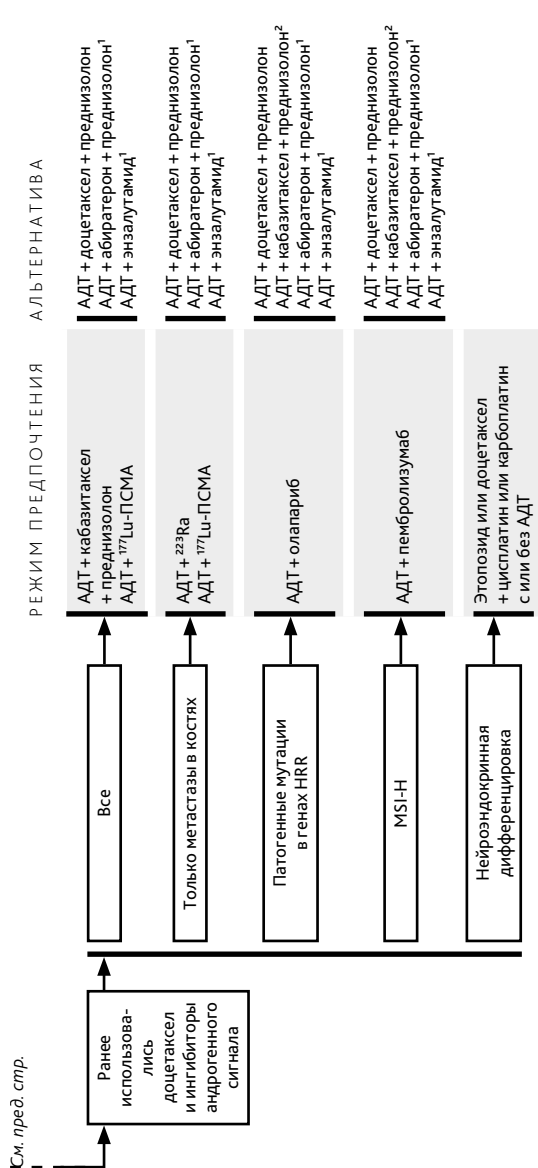 См. пред. стр.
Ранее
использова-
лись
доцетаксел
и ингибиторы
андрогенного
сигнала
РЕЖИМ ПРЕДПОЧТЕНИЯ
АЛЬТЕРНАТИВА
Все
АДТ + кабазитаксел
+ преднизолон
АДТ + ¹⁷⁷Lu-ПСМА
АДТ + доцетаксел + преднизолон
АДТ + абиратерон + преднизолон¹
АДТ + энзалутамид¹
Только метастазы в костях
АДТ + ²²³Ra
АДТ + ¹⁷⁷Lu-ПСМА
АДТ + доцетаксел + преднизолон
АДТ + абиратерон + преднизолон¹
АДТ + энзалутамид¹
Патогенные мутации
в генах HRR
АДТ + олапариб
АДТ + доцетаксел + преднизолон
АДТ + кабазитаксел + преднизолон²
АДТ + абиратерон + преднизолон¹
АДТ + энзалутамид¹
MSI-H
АДТ + пембролизумаб
АДТ + доцетаксел + преднизолон
АДТ + кабазитаксел + преднизолон²
АДТ + абиратерон + преднизолон¹
АДТ + энзалутамид¹
Нейроэндокринная
дифференцировка
Этопозид или доцетаксел
+ цисплатин или карбоплатин
с или без АДТ